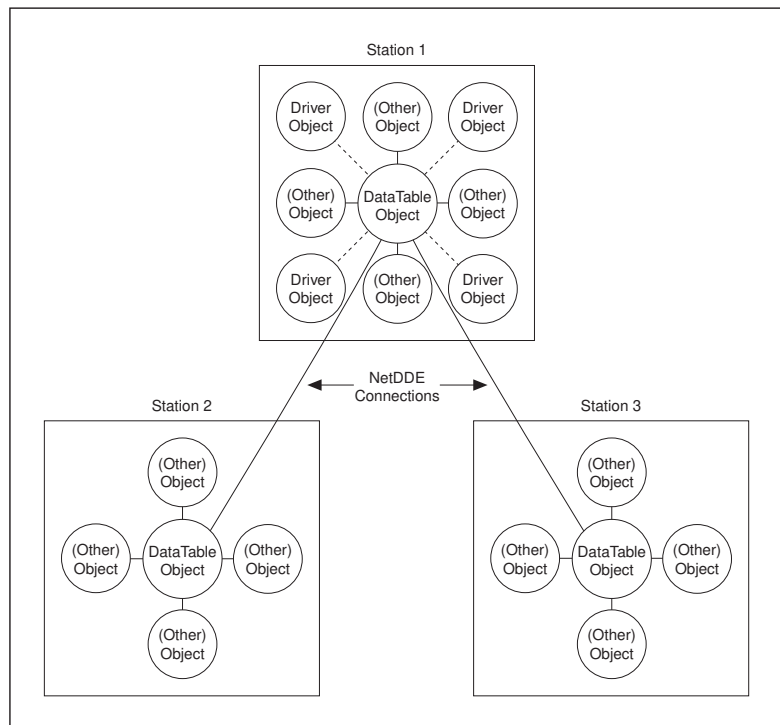 Station 1
Driver
Object
(Other)
Object
Driver
Object
(Other)
Object
DataTable
Object
(Other)
Object
Driver
Object
(Other)
Object
Driver
Object
NetDDE
Connections
Station 2
(Other)
Object
(Other)
Object
DataTable
Object
(Other)
Object
(Other)
Object
Station 3
(Other)
Object
(Other)
Object
DataTable
Object
(Other)
Object
(Other)
Object